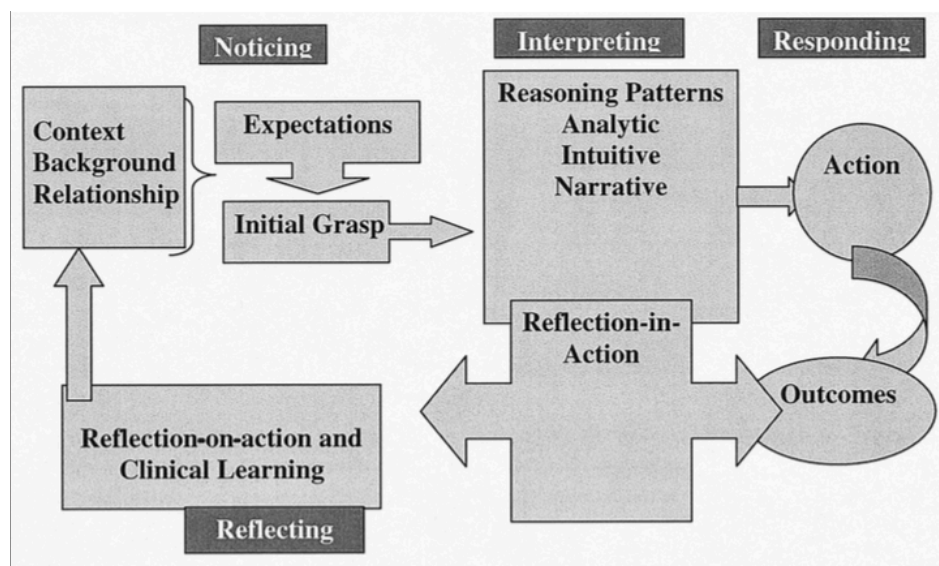 Noticing
Interpreting
Responding
Context
Background
Relationship
Expectations
Initial Grasp
Reasoning Patterns
Analytic
Intuitive
Narrative
Action
Reflection-in-
Action
Outcomes
Reflection-on-action and
Clinical Learning
Reflecting